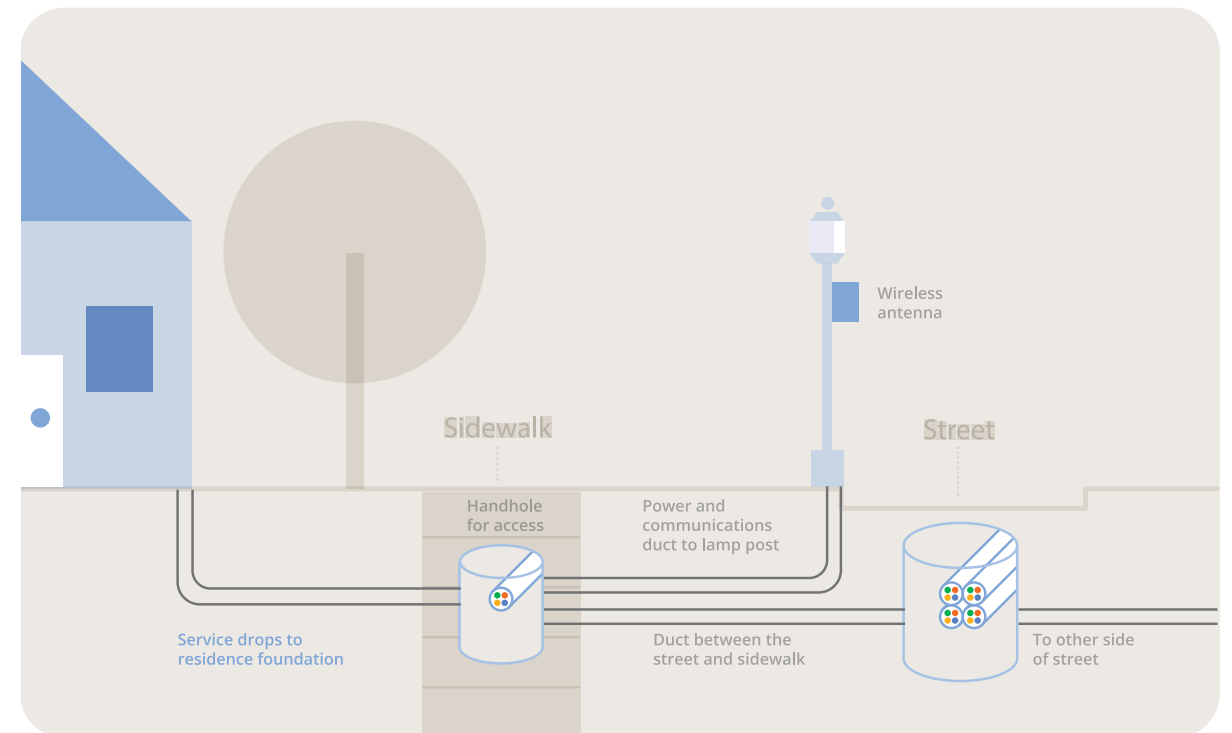 Wireless
antenna
Sidewalk
Street
Handhole
for access
Power and
communications
duct to lamp post
Service drops to
residence foundation
Duct between the
street and sidewalk
To other side
of street